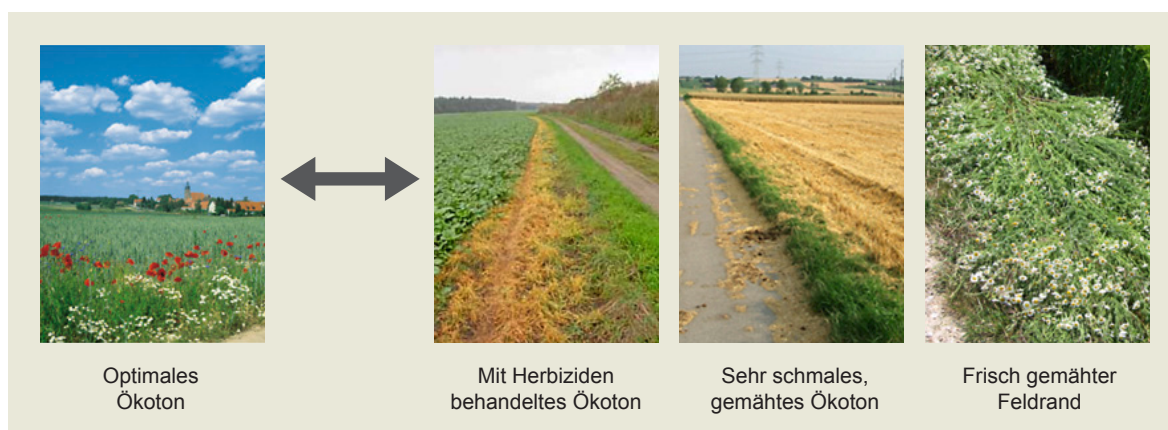 Optimales
Ökoton
Mit Herbiziden
behandeltes Ökoton
Sehr schmales,
gemähtes Ökoton
Frisch gemähter
Feldrand